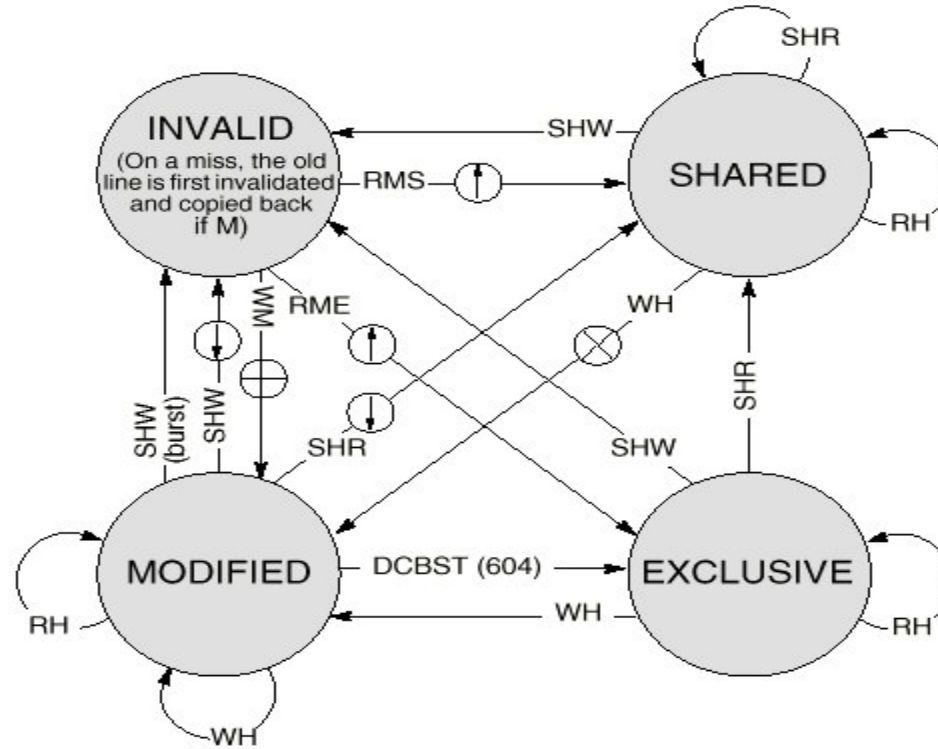 SHR
INVALID
(On a miss, the old
line is first invalidated
and copied back
if M)
SHW
RMS
SHARED
RH
WM
RME
WH
SHW
(burst)
SHW
SHR
SHW
SHR
MODIFIED
DCBST (604)
EXCLUSIVE
WH
RH
RH
WH